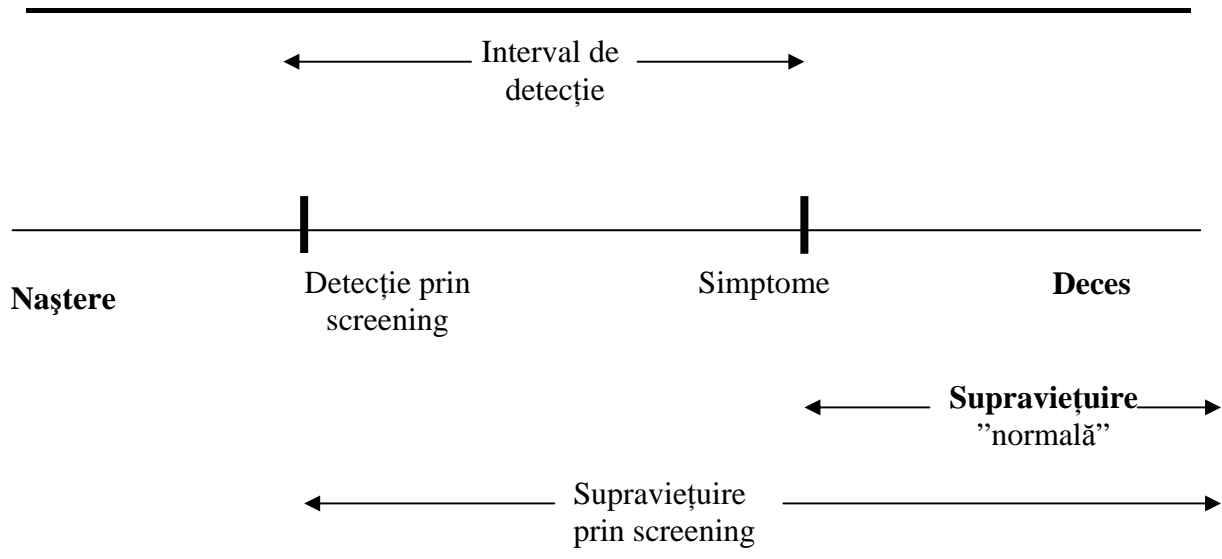 Interval de
detecție
Detecție prin
screening
Simptome
Deces
Naştere
Supraviețuire
”normală”
Supraviețuire
prin screening